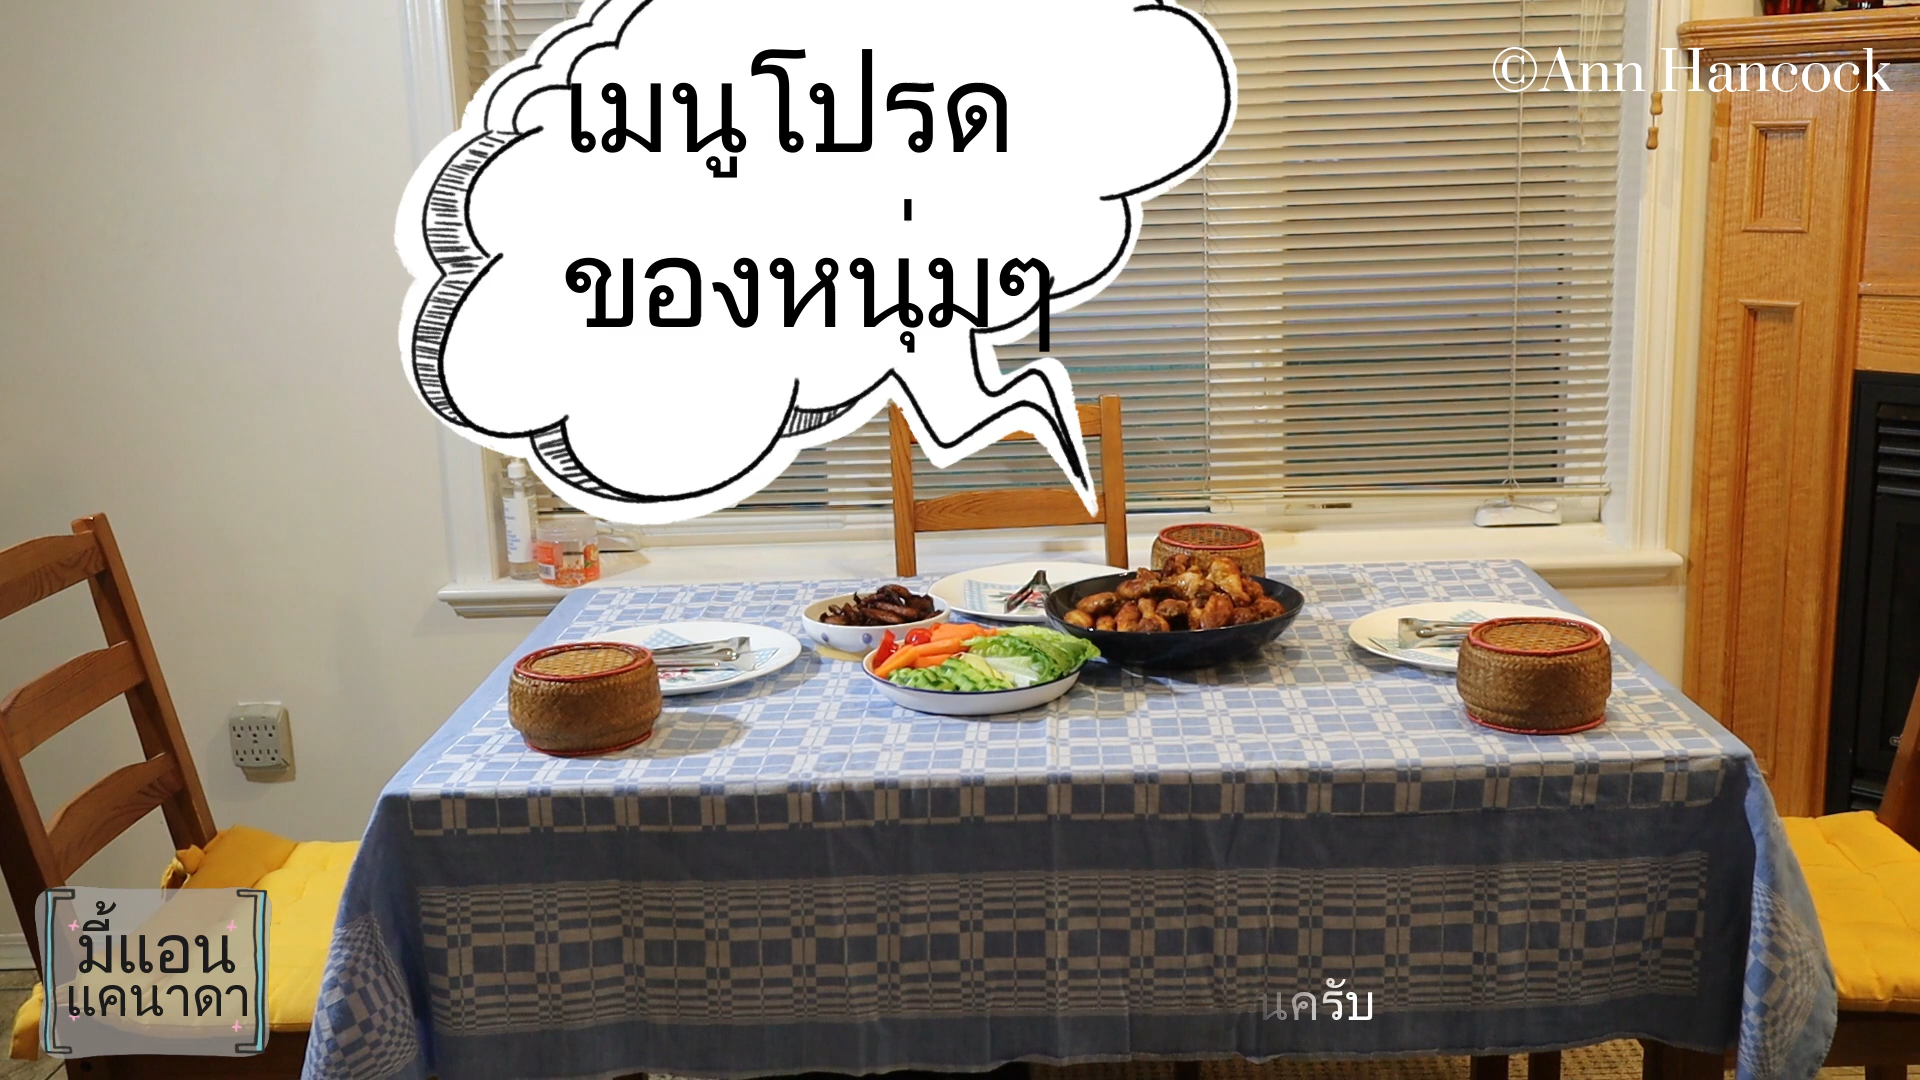 ©Ann Hancock
เมนูโปรด
ของหนุ่มๆ
มี้แอน
แคนาดา
นครับ